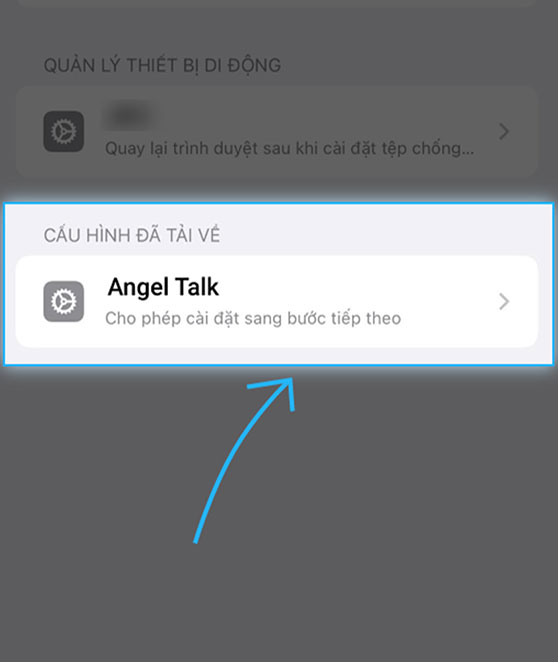 QUẢN LÝ THIẾT BỊ DI ĐỘNG
Quay lại trình duyệt sau khi cài đặt tệp chống...
CẤU HÌNH ĐÃ TẢI VỀ
Angel Talk
Cho phép cài đặt sang bước tiếp theo